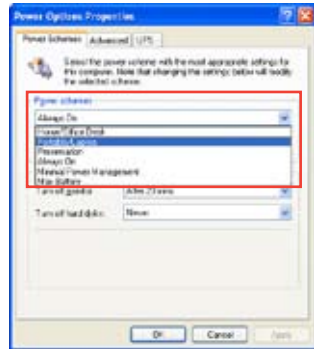 Power Options Properties
Power Schemes Advanced UPS
Select the power scheme with the most appropriate settings for
this computer. Note that changing the settings below will modify
the selected scheme.
Power schemes
Always On
Home/Office Desk
Portable/Laptop
Presentation
Always On
Minimal Power Management
Max Battery
Turn off monitor: After 20 mins
Turn off hard disks: Never
OK Cancel Apply